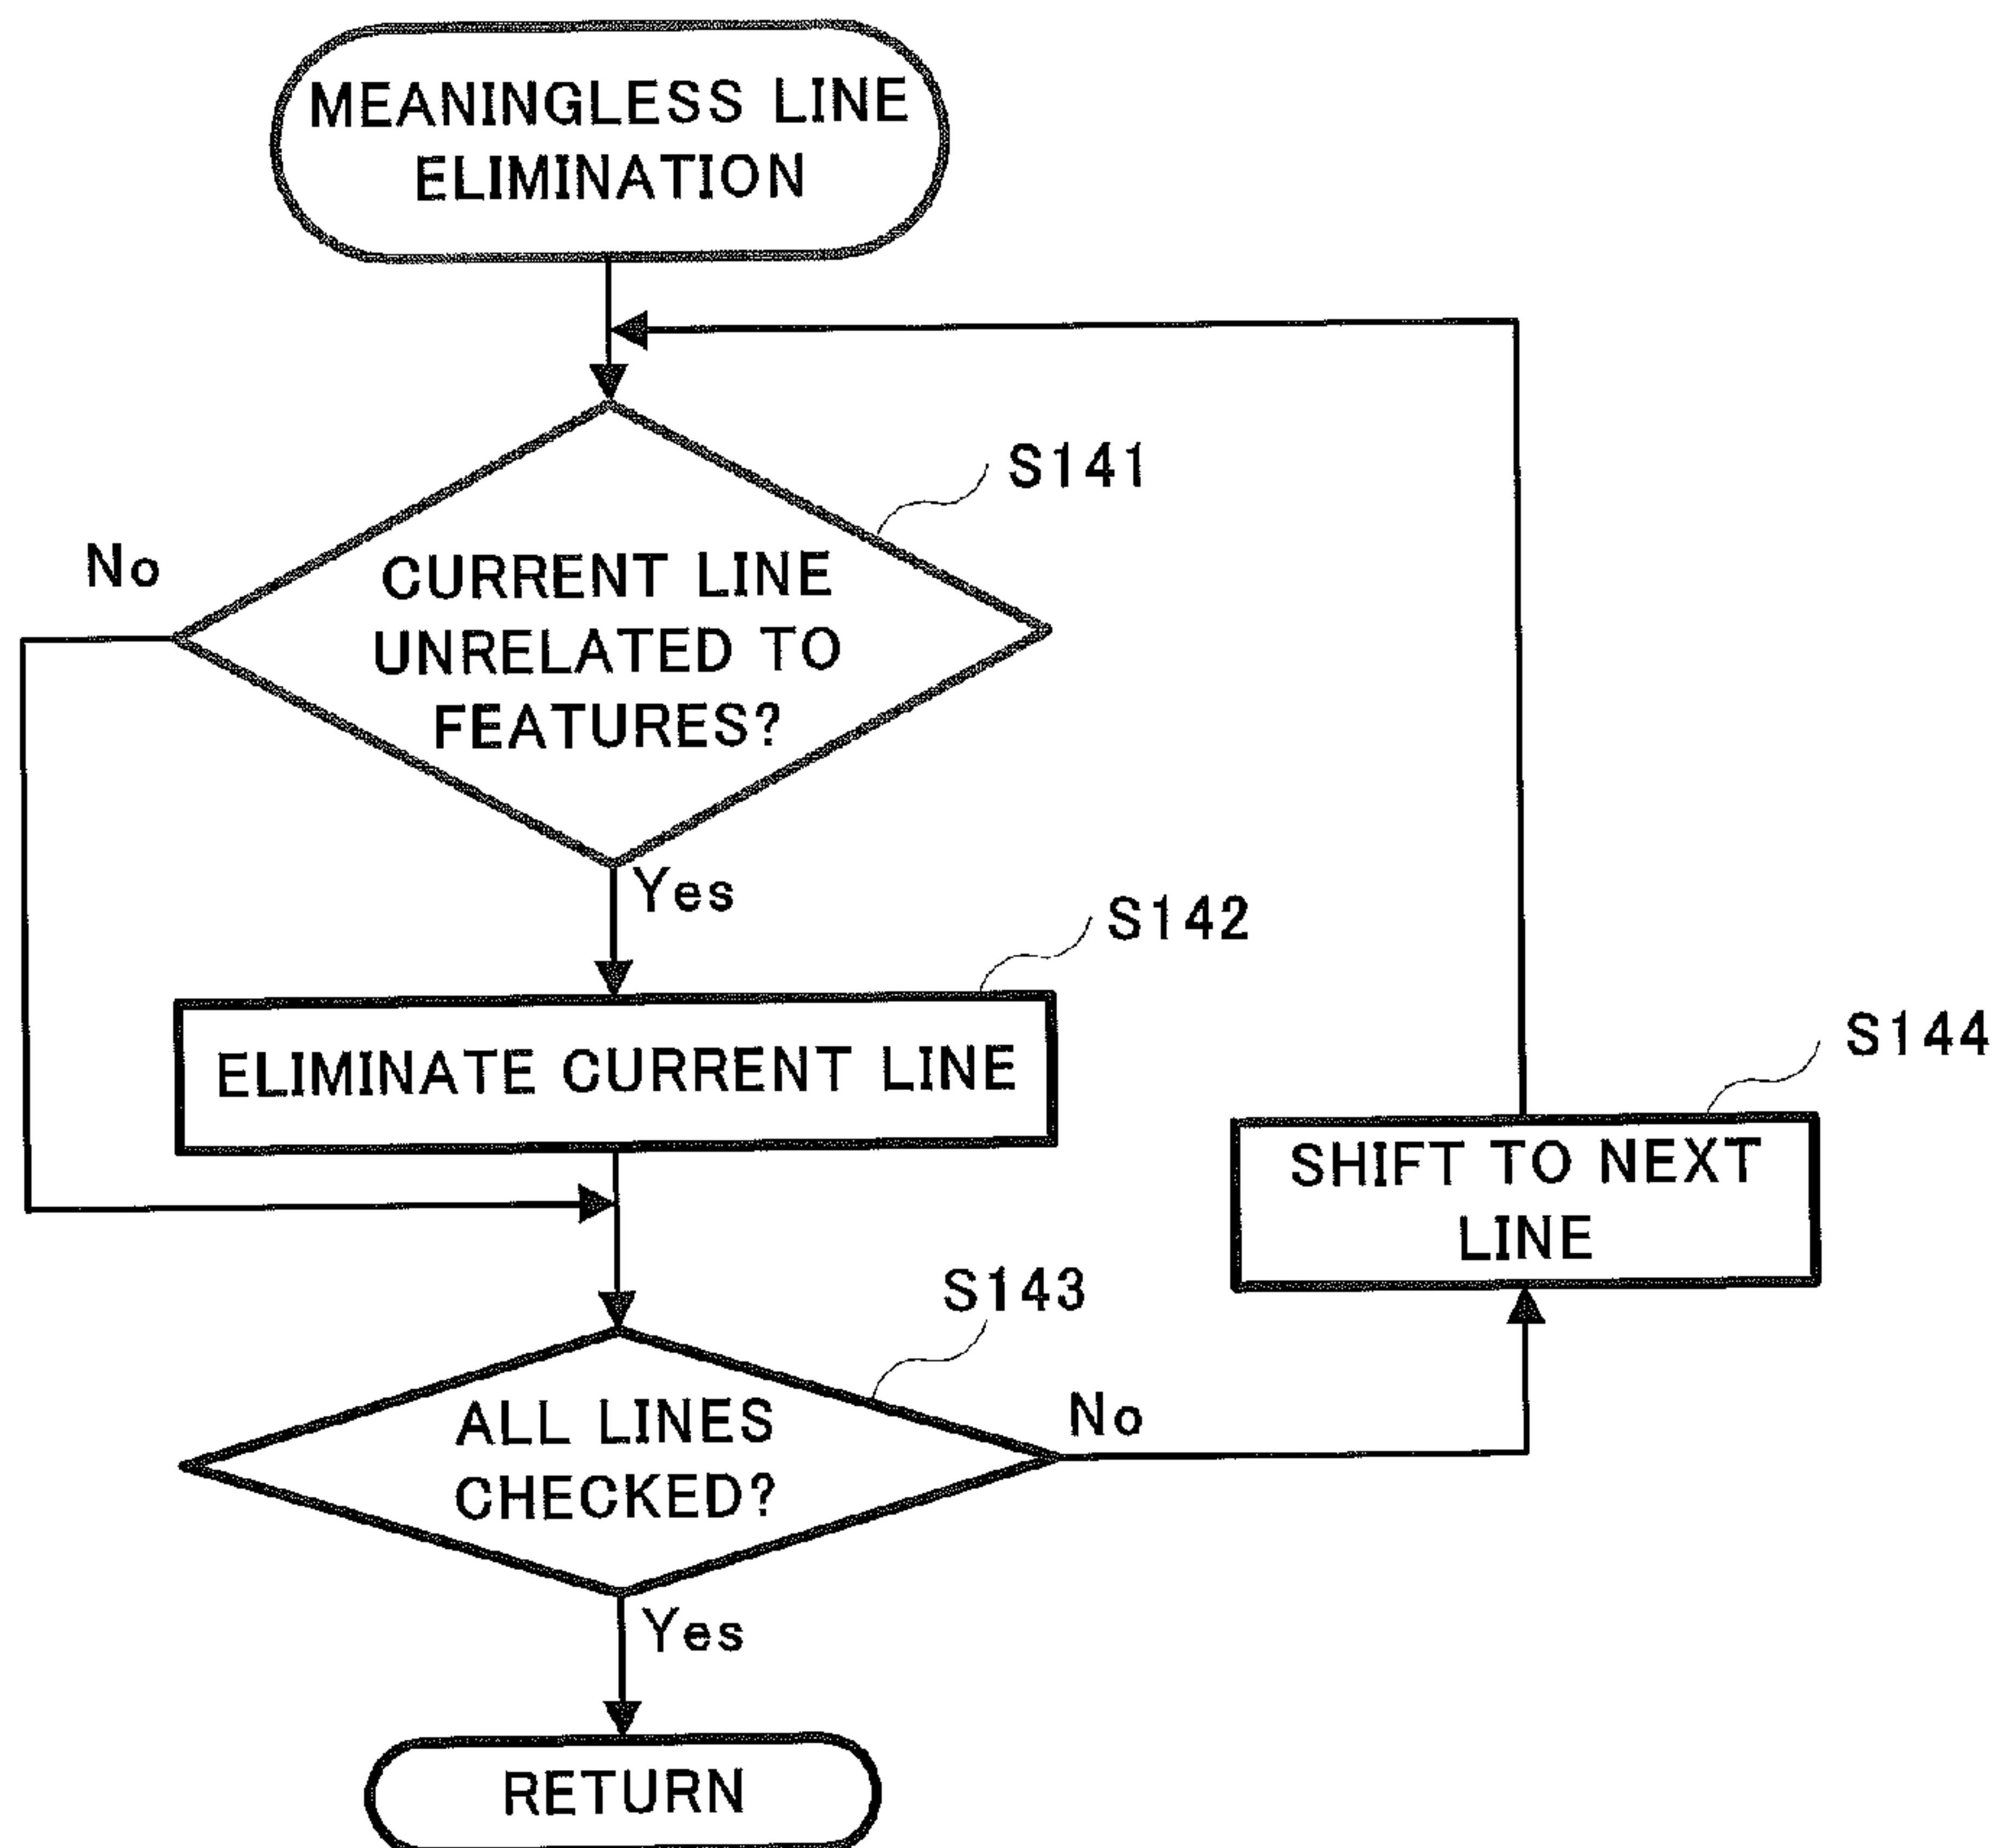 MEANINGLESS LINE
ELIMINATION
S141
No
CURRENT LINE
UNRELATED TO
FEATURES?
Yes
S142
ELIMINATE CURRENT LINE
S144
SHIFT TO NEXT
LINE
S143
ALL LINES
CHECKED?
No
Yes
RETURN